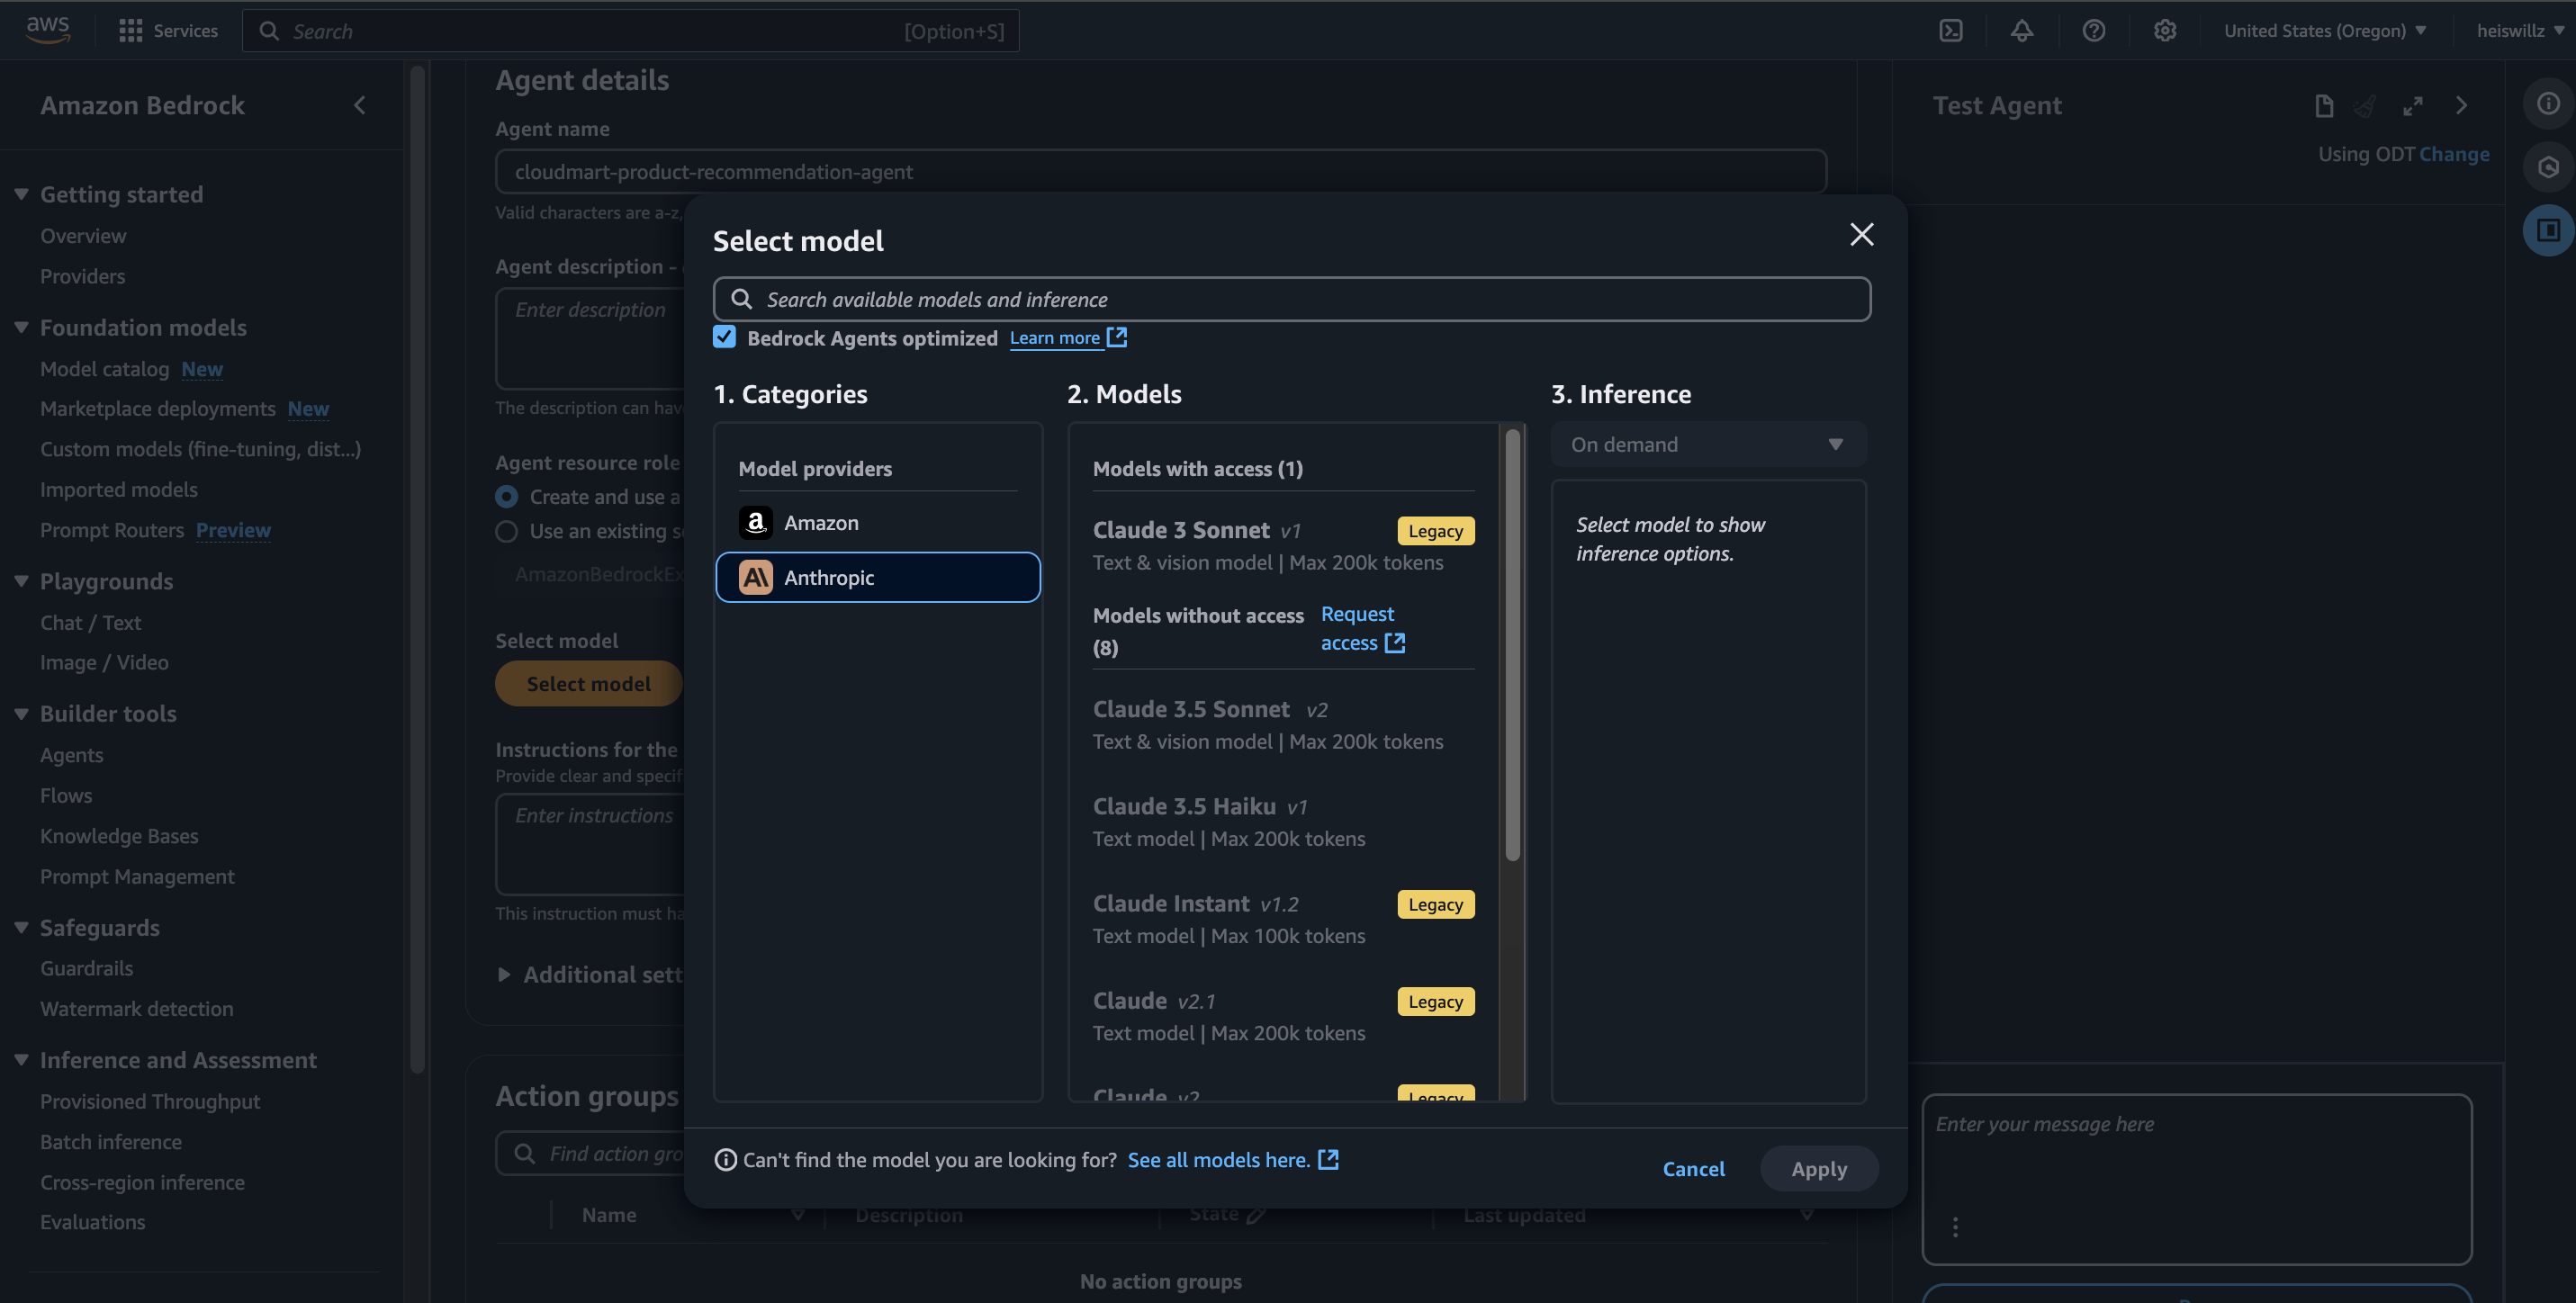 aws
Services
Search
[Option+S]
United States (Oregon)
heiswillz
Amazon Bedrock
Getting started
Overview
Providers
Foundation models
Model catalog New
Marketplace deployments New
Custom models (fine-tuning, dist...)
Imported models
Prompt Routers Preview
Playgrounds
Chat / Text
Image / Video
Builder tools
Agents
Flows
Knowledge Bases
Prompt Management
Safeguards
Guardrails
Watermark detection
Inference and Assessment
Provisioned Throughput
Batch inference
Cross-region inference
Evaluations
Agent details
Agent name
cloudmart-product-recommendation-agent
Valid characters are a-z,
Agent description -
Enter description
The description can hav
Agent resource role
Create and use a
Use an existing s
AmazonBedrockEx
Select model
Select model
Instructions for the
Provide clear and specif
Enter instructions
This instruction must ha
Additional sett
Action groups
Find action gro
Name
Description
State
Last updated
No action groups
Select model
Search available models and inference
Bedrock Agents optimized Learn more
1. Categories
Model providers
Amazon
Anthropic
2. Models
Models with access (1)
Claude 3 Sonnet v1 Legacy
Text & vision model | Max 200k tokens
Models without access Request
(8) access
Claude 3.5 Sonnet v2
Text & vision model | Max 200k tokens
Claude 3.5 Haiku v1
Text model | Max 200k tokens
Claude Instant v1.2 Legacy
Text model | Max 100k tokens
Claude v2.1 Legacy
Text model | Max 200k tokens
Claude v2 Legacy
3. Inference
On demand
Select model to show
inference options.
Can't find the model you are looking for? See all models here.
Cancel
Apply
Test Agent
Using ODT Change
Enter your message here